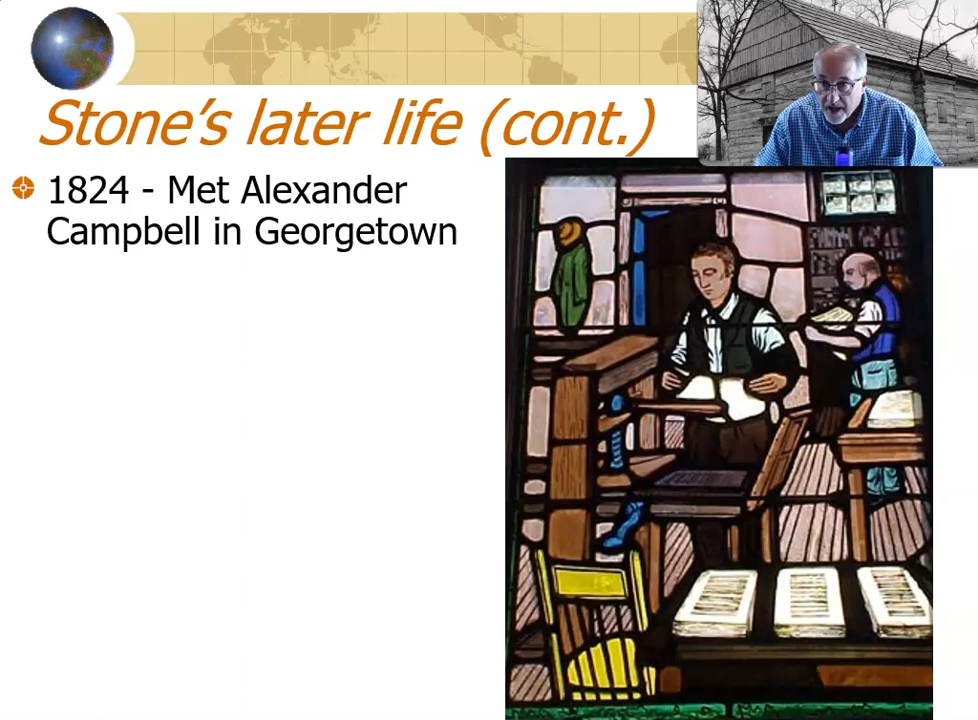 Stone's later life (cont.)
1824 - Met Alexander
Campbell in Georgetown